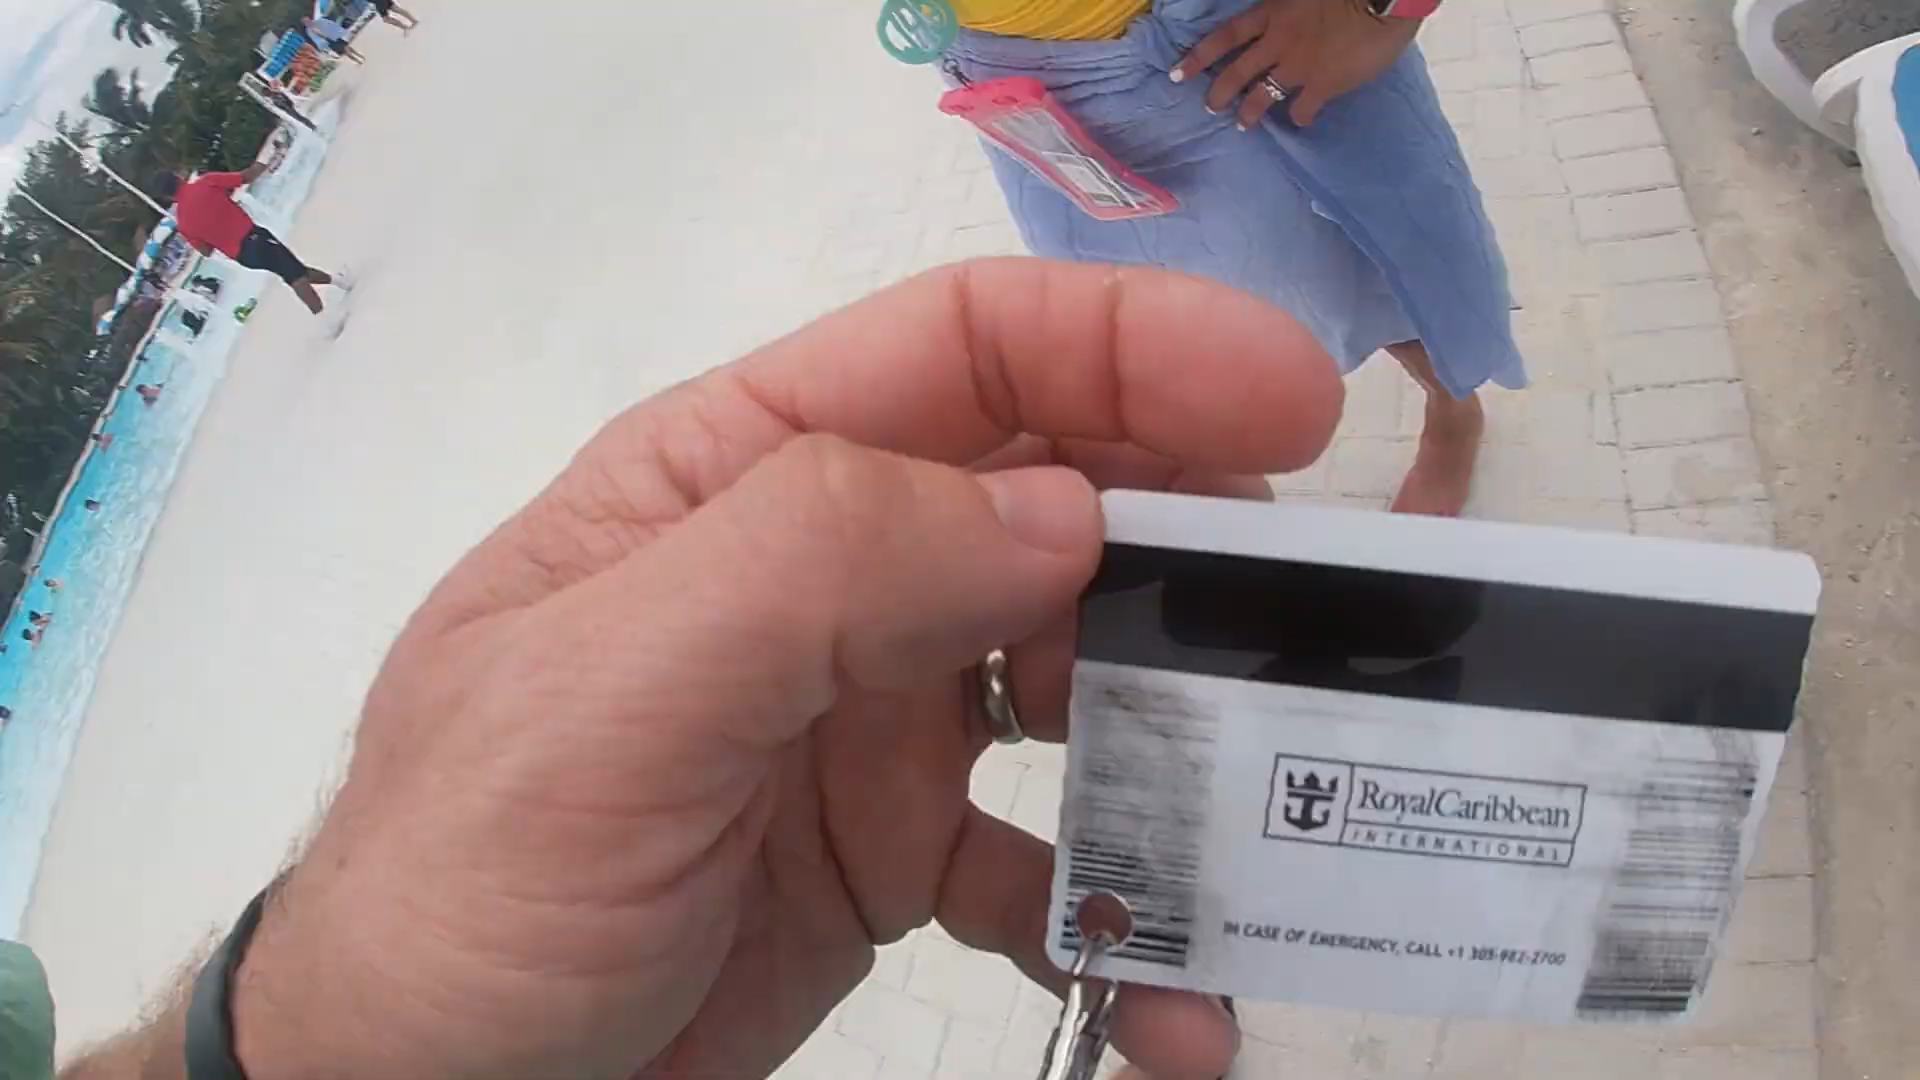 RoyalCaribbean
INTERNATIONAL
IN CASE OF EMERGENCY, CALL +1 305-982-2700